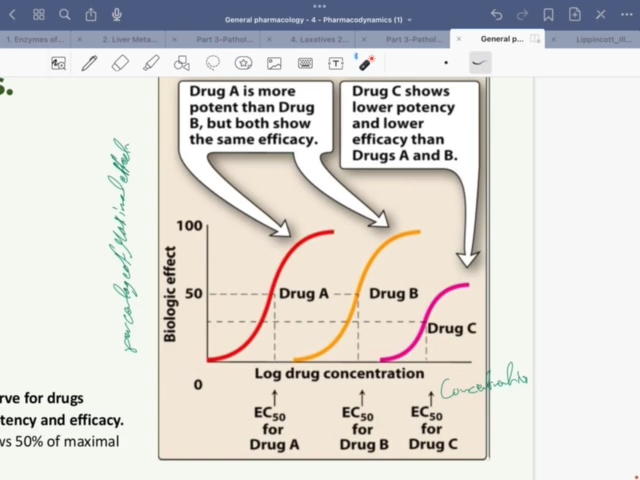 General pharmacology - 4 - Pharmacodynamics (1)
1. Enzymes of...
2. Liver Meta...
Part 3-Pathol...
4. Laxatives 2...
Part 3-Pathol...
General p...
Lippincott_Ill...
s.
Drug A is more
potent than Drug
B, but both show
the same efficacy.
Drug C shows
lower potency
and lower
efficacy than
Drugs A and B.
of maximal effect
Biologic effect
100
50
0
Drug A
Drug B
Drug C
Log drug concentration
EC50
for
Drug A
EC50
for
Drug B
EC50
for
Drug C
rve for drugs
tency and efficacy.
ws 50% of maximal